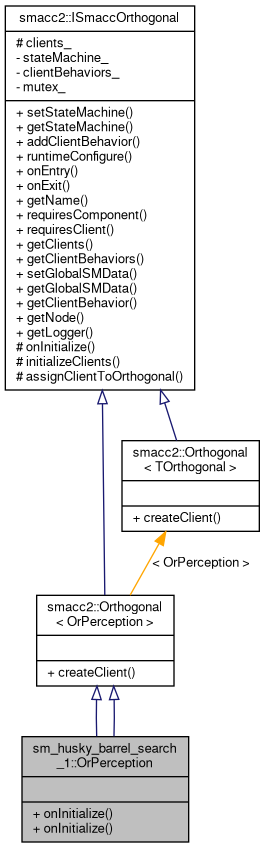 smacc2::ISmaccOrthogonal
# clients_
- stateMachine_
- clientBehaviors_
- mutex_
+ setStateMachine()
+ getStateMachine()
+ addClientBehavior()
+ runtimeConfigure()
+ onEntry()
+ onExit()
+ getName()
+ requiresComponent()
+ requiresClient()
+ getClients()
+ getClientBehaviors()
+ setGlobalSMData()
+ getGlobalSMData()
+ getClientBehavior()
+ getNode()
+ getLogger()
# onInitialize()
# initializeClients()
# assignClientToOrthogonal()
smacc2::Orthogonal
< TOrthogonal >
+ createClient()
< OrPerception >
smacc2::Orthogonal
< OrPerception >
+ createClient()
sm_husky_barrel_search
_1::OrPerception
+ onInitialize()
+ onInitialize()